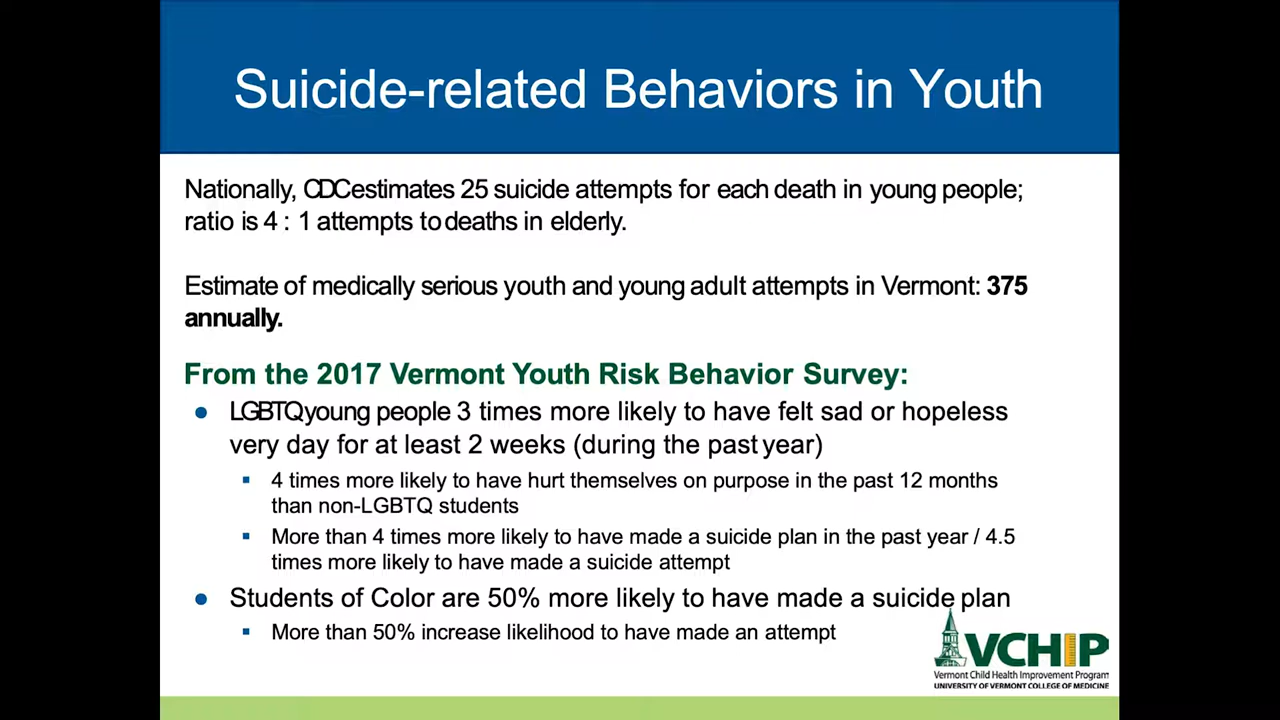 Suicide-related Behaviors in Youth
Nationally, CDC estimates 25 suicide attempts for each death in young people;
ratio is 4 : 1 attempts to deaths in elderly.
Estimate of medically serious youth and young adult attempts in Vermont: 375
annually.
From the 2017 Vermont Youth Risk Behavior Survey:
● LGBTQ young people 3 times more likely to have felt sad or hopeless
very day for at least 2 weeks (during the past year)
▪ 4 times more likely to have hurt themselves on purpose in the past 12 months
than non-LGBTQ students
▪ More than 4 times more likely to have made a suicide plan in the past year / 4.5
times more likely to have made a suicide attempt
● Students of Color are 50% more likely to have made a suicide plan
▪ More than 50% increase likelihood to have made an attempt
VCHIP
Vermont Child Health Improvement Program
UNIVERSITY OF VERMONT COLLEGE OF MEDICINE